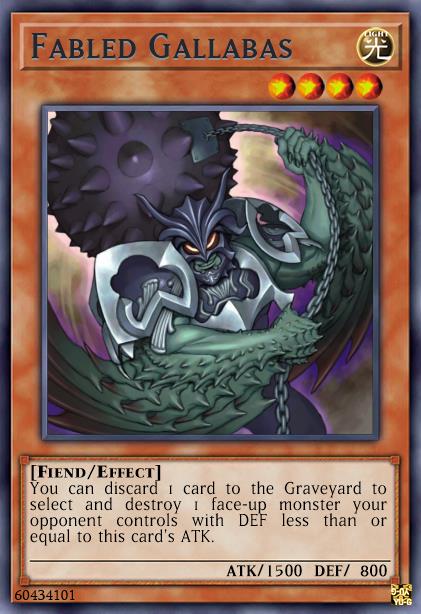 Fabled Gallabas
LIGHT
光
[Fiend/Effect]
You can discard 1 card to the Graveyard to
select and destroy 1 face-up monster your
opponent controls with DEF less than or
equal to this card's ATK.
ATK/1500 DEF/ 800
60434101